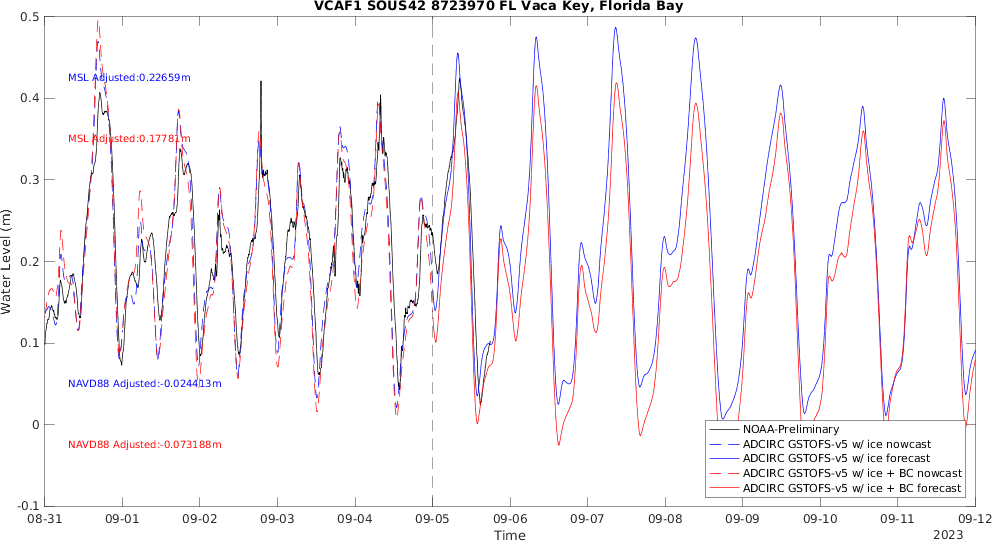 VCAF1 SOUS42 8723970 FL Vaca Key, Florida Bay
0.5
0.4
0.3
0.2
0.1
0
-0.1
Water Level (m)
MSL Adjusted:0.22659m
MSL Adjusted:0.17781m
NAVD88 Adjusted:-0.024413m
NAVD88 Adjusted:-0.073188m
NOAA-Preliminary
ADCIRC GSTOFS-v5 w/ ice nowcast
ADCIRC GSTOFS-v5 w/ ice forecast
ADCIRC GSTOFS-v5 w/ ice + BC nowcast
ADCIRC GSTOFS-v5 w/ ice + BC forecast
08-31 09-01 09-02 09-03 09-04 09-05 09-06 09-07 09-08 09-09 09-10 09-11 09-12
Time
2023